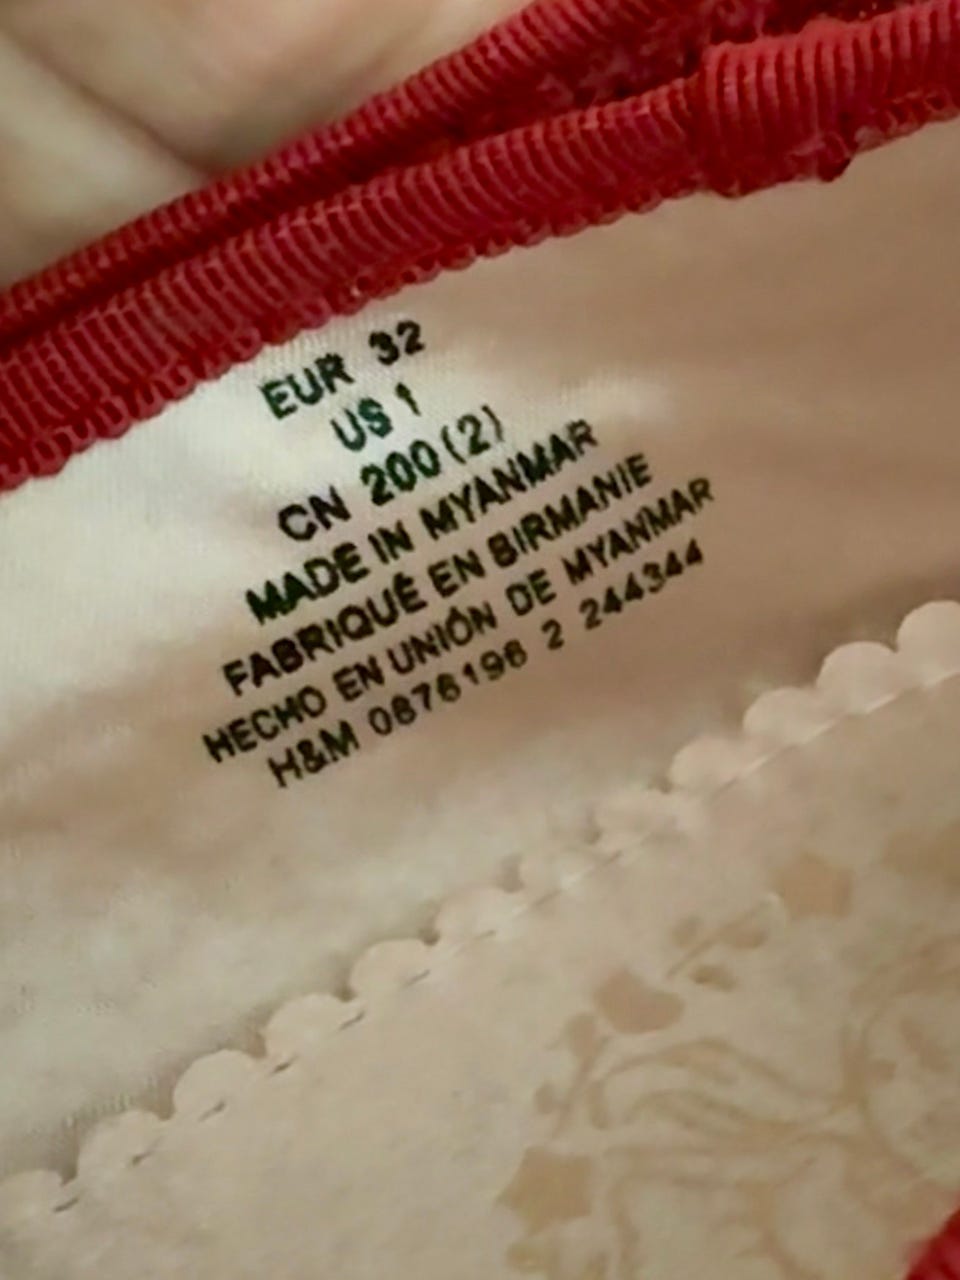 EUR 32
US 1
CN 200(2)
MADE IN MYANMAR
FABRIQUÉ EN BIRMANIE
HECHO EN UNIÓN DE MYANMAR
H&M 0876196 2 244344